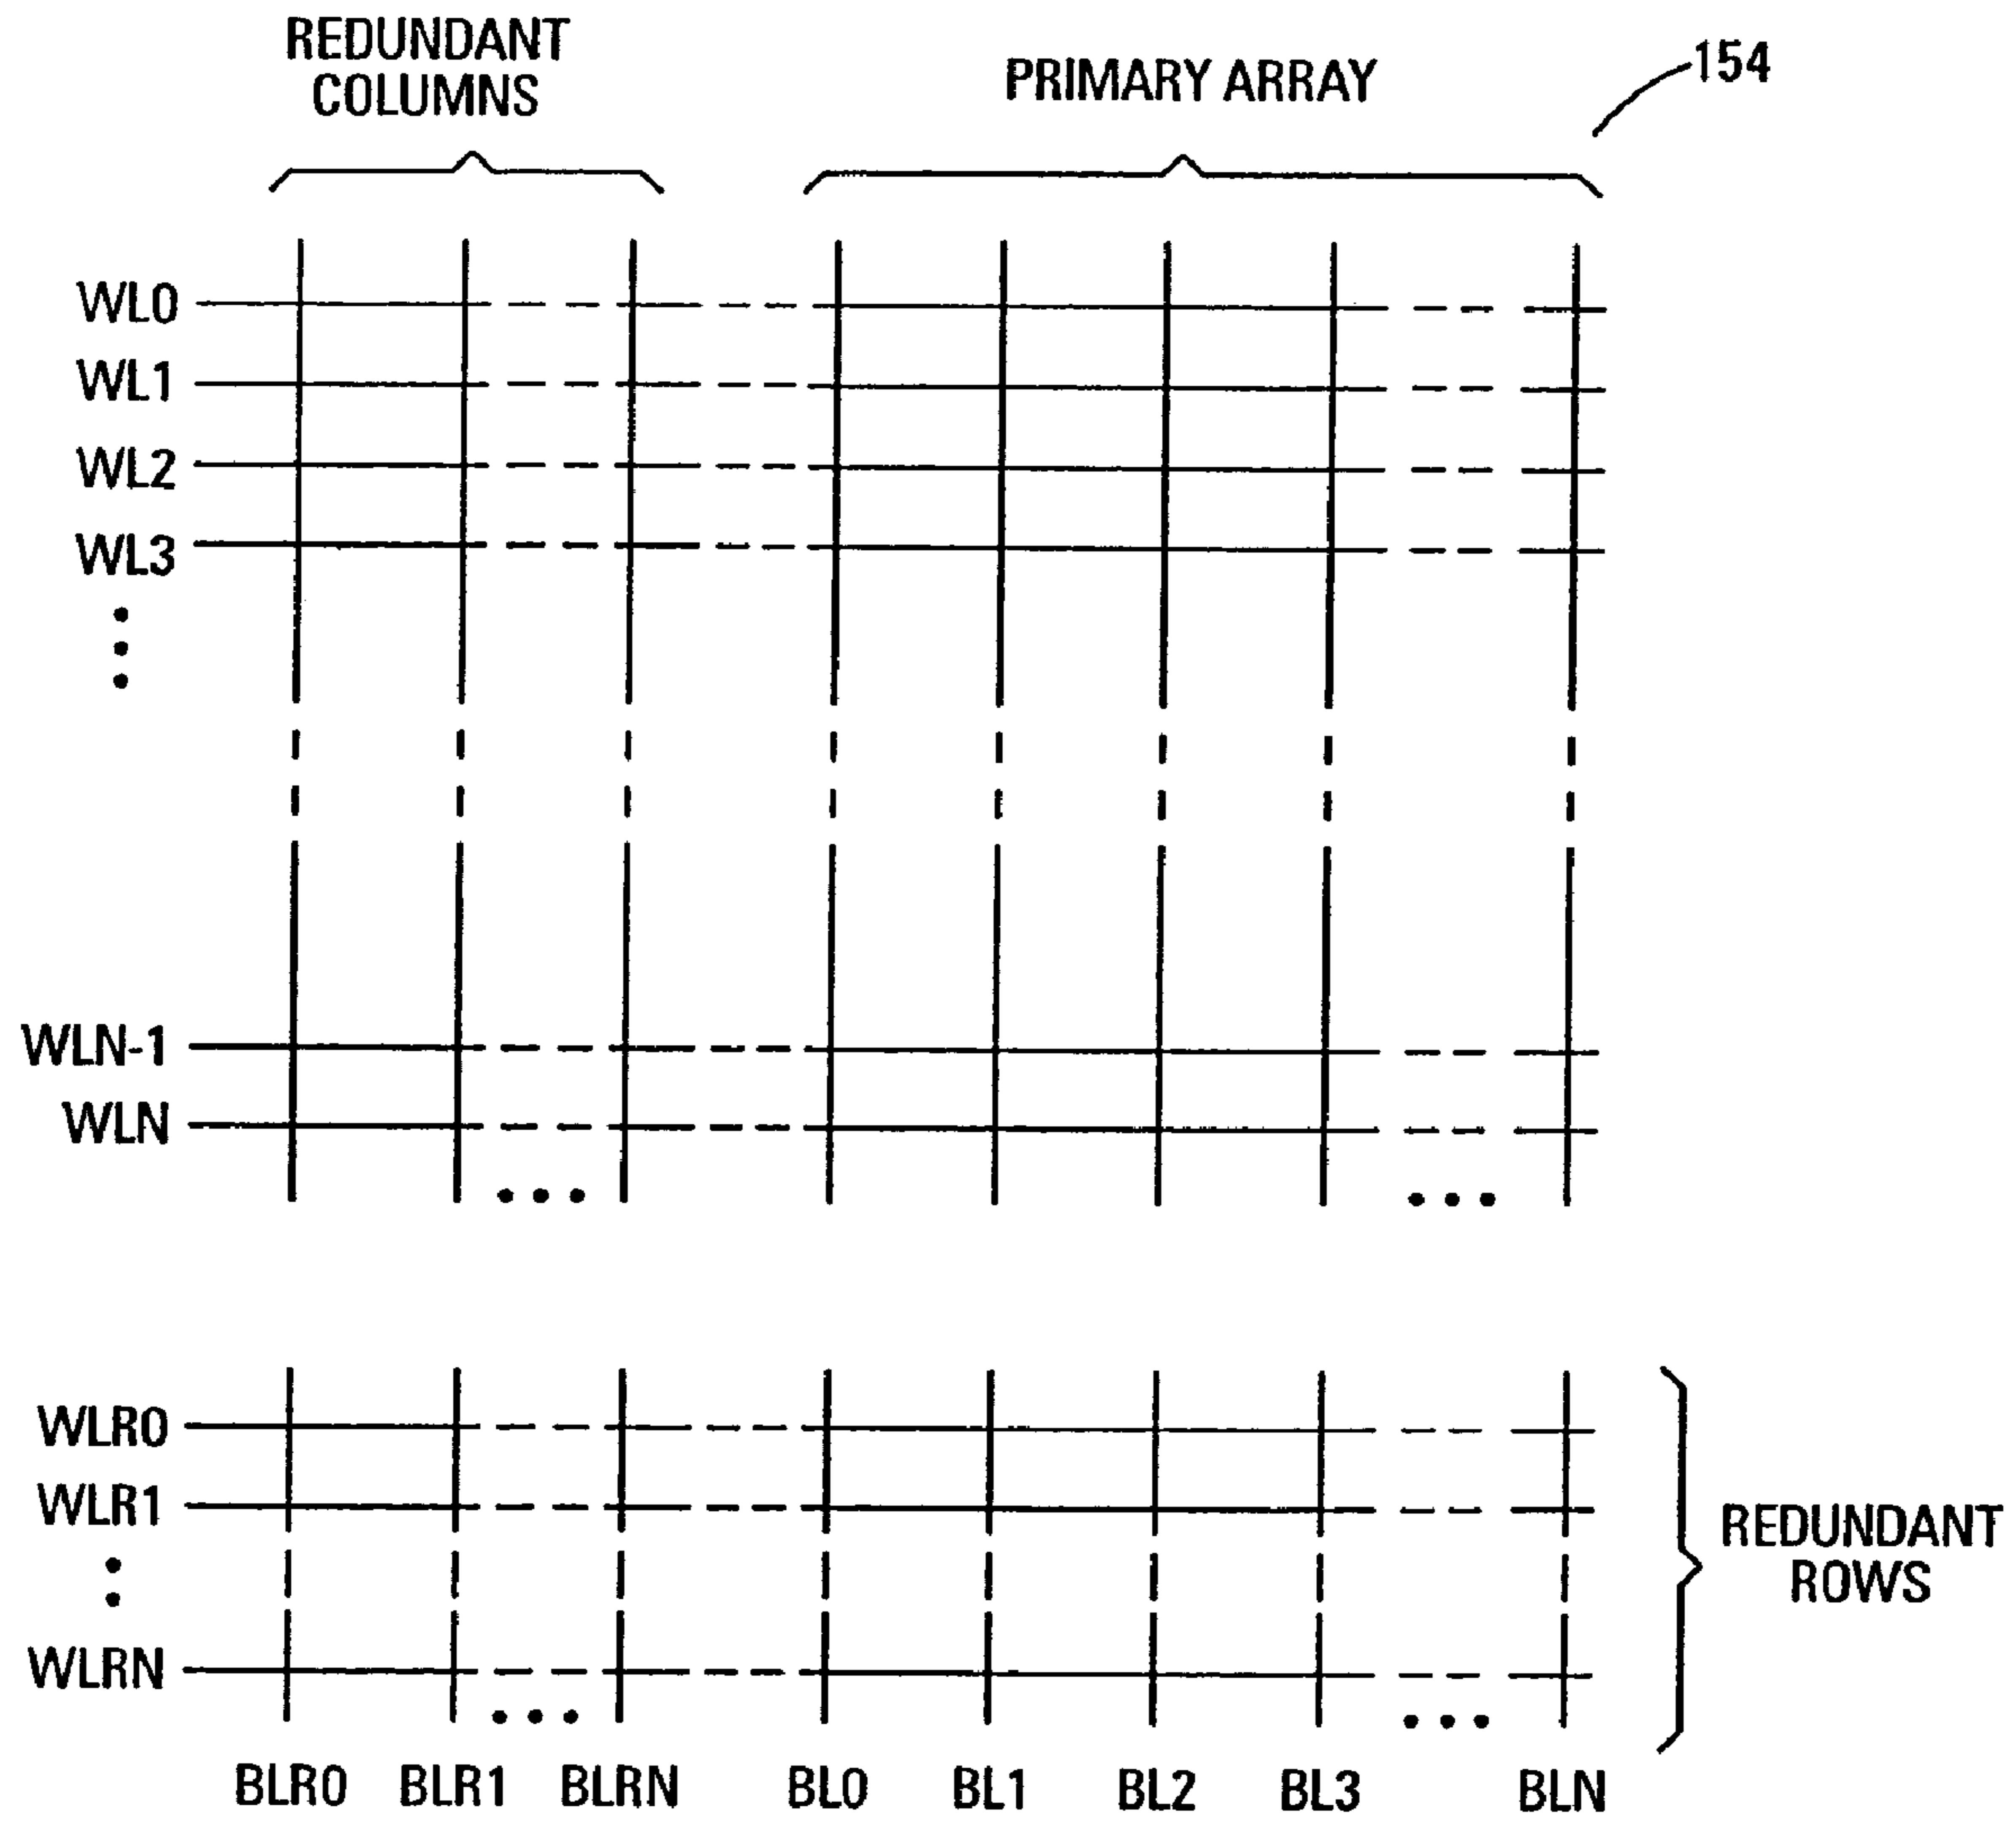 REDUNDANT
COLUMNS
PRIMARY ARRAY
154
WL0
WL1
WL2
WL3
WLN-1
WLN
WLR0
WLR1
WLRN
REDUNDANT
ROWS
BLR0 BLR1 BLRN BL0 BL1 BL2 BL3 BLN